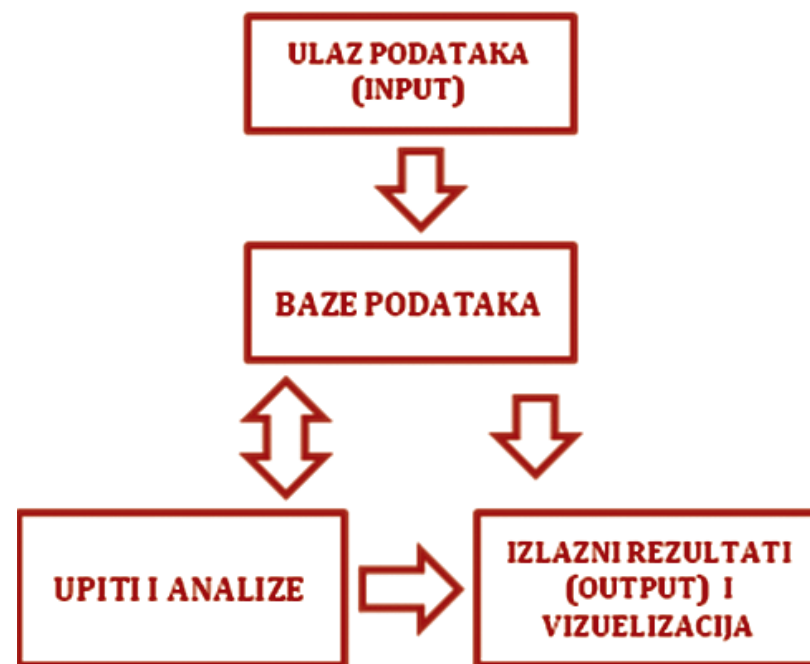 ULAZ PODATAKA
(INPUT)
BAZE PODATAKA
UPITI I ANALIZE
IZLAZNI REZULTATI
(OUTPUT) I
VIZUELIZACIJA